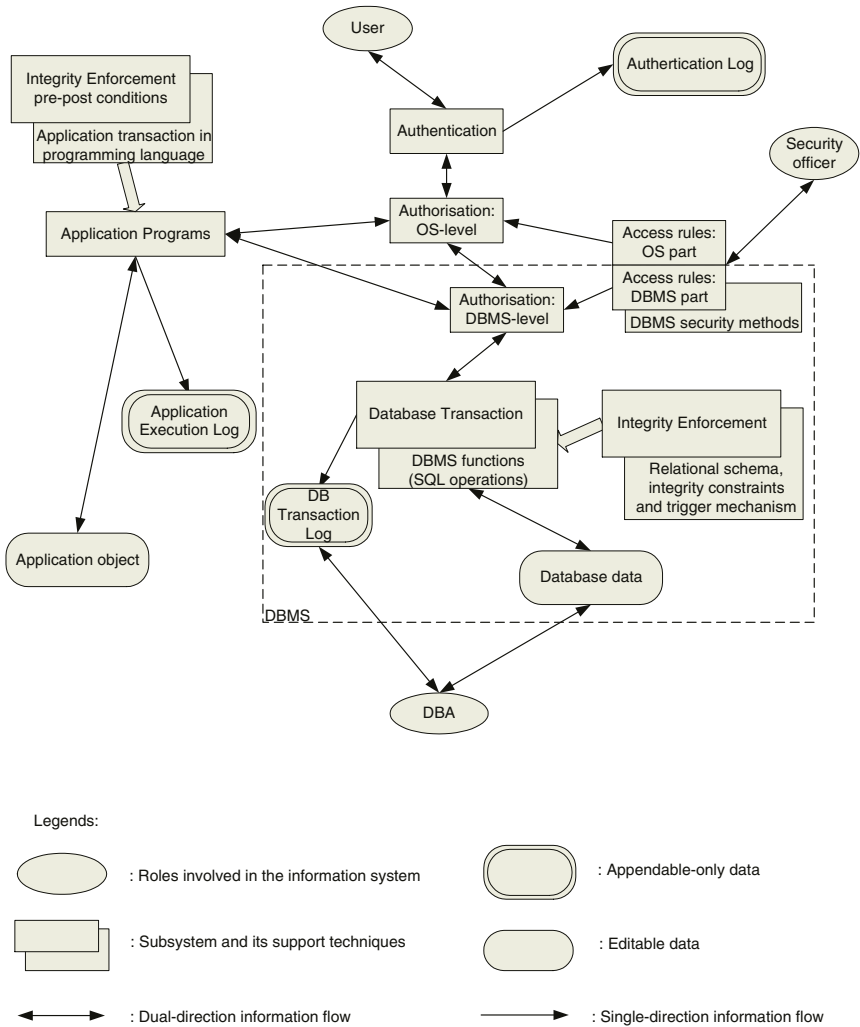 User
Authertication Log
Integrity Enforcement
pre-post conditions
Application transaction in
programming language
Authentication
Security
officer
Application Programs
Authorisation:
OS-level
Access rules:
OS part
Access rules:
DBMS part
DBMS security methods
Authorisation:
DBMS-level
Application
Execution Log
Database Transaction
DBMS functions
(SQL operations)
Integrity Enforcement
Relational schema,
integrity constraints
and trigger mechanism
DB
Transaction
Log
Application object
Database data
DBMS
DBA
Legends:
: Roles involved in the information system
: Appendable-only data
: Subsystem and its support techniques
: Editable data
: Dual-direction information flow
: Single-direction information flow